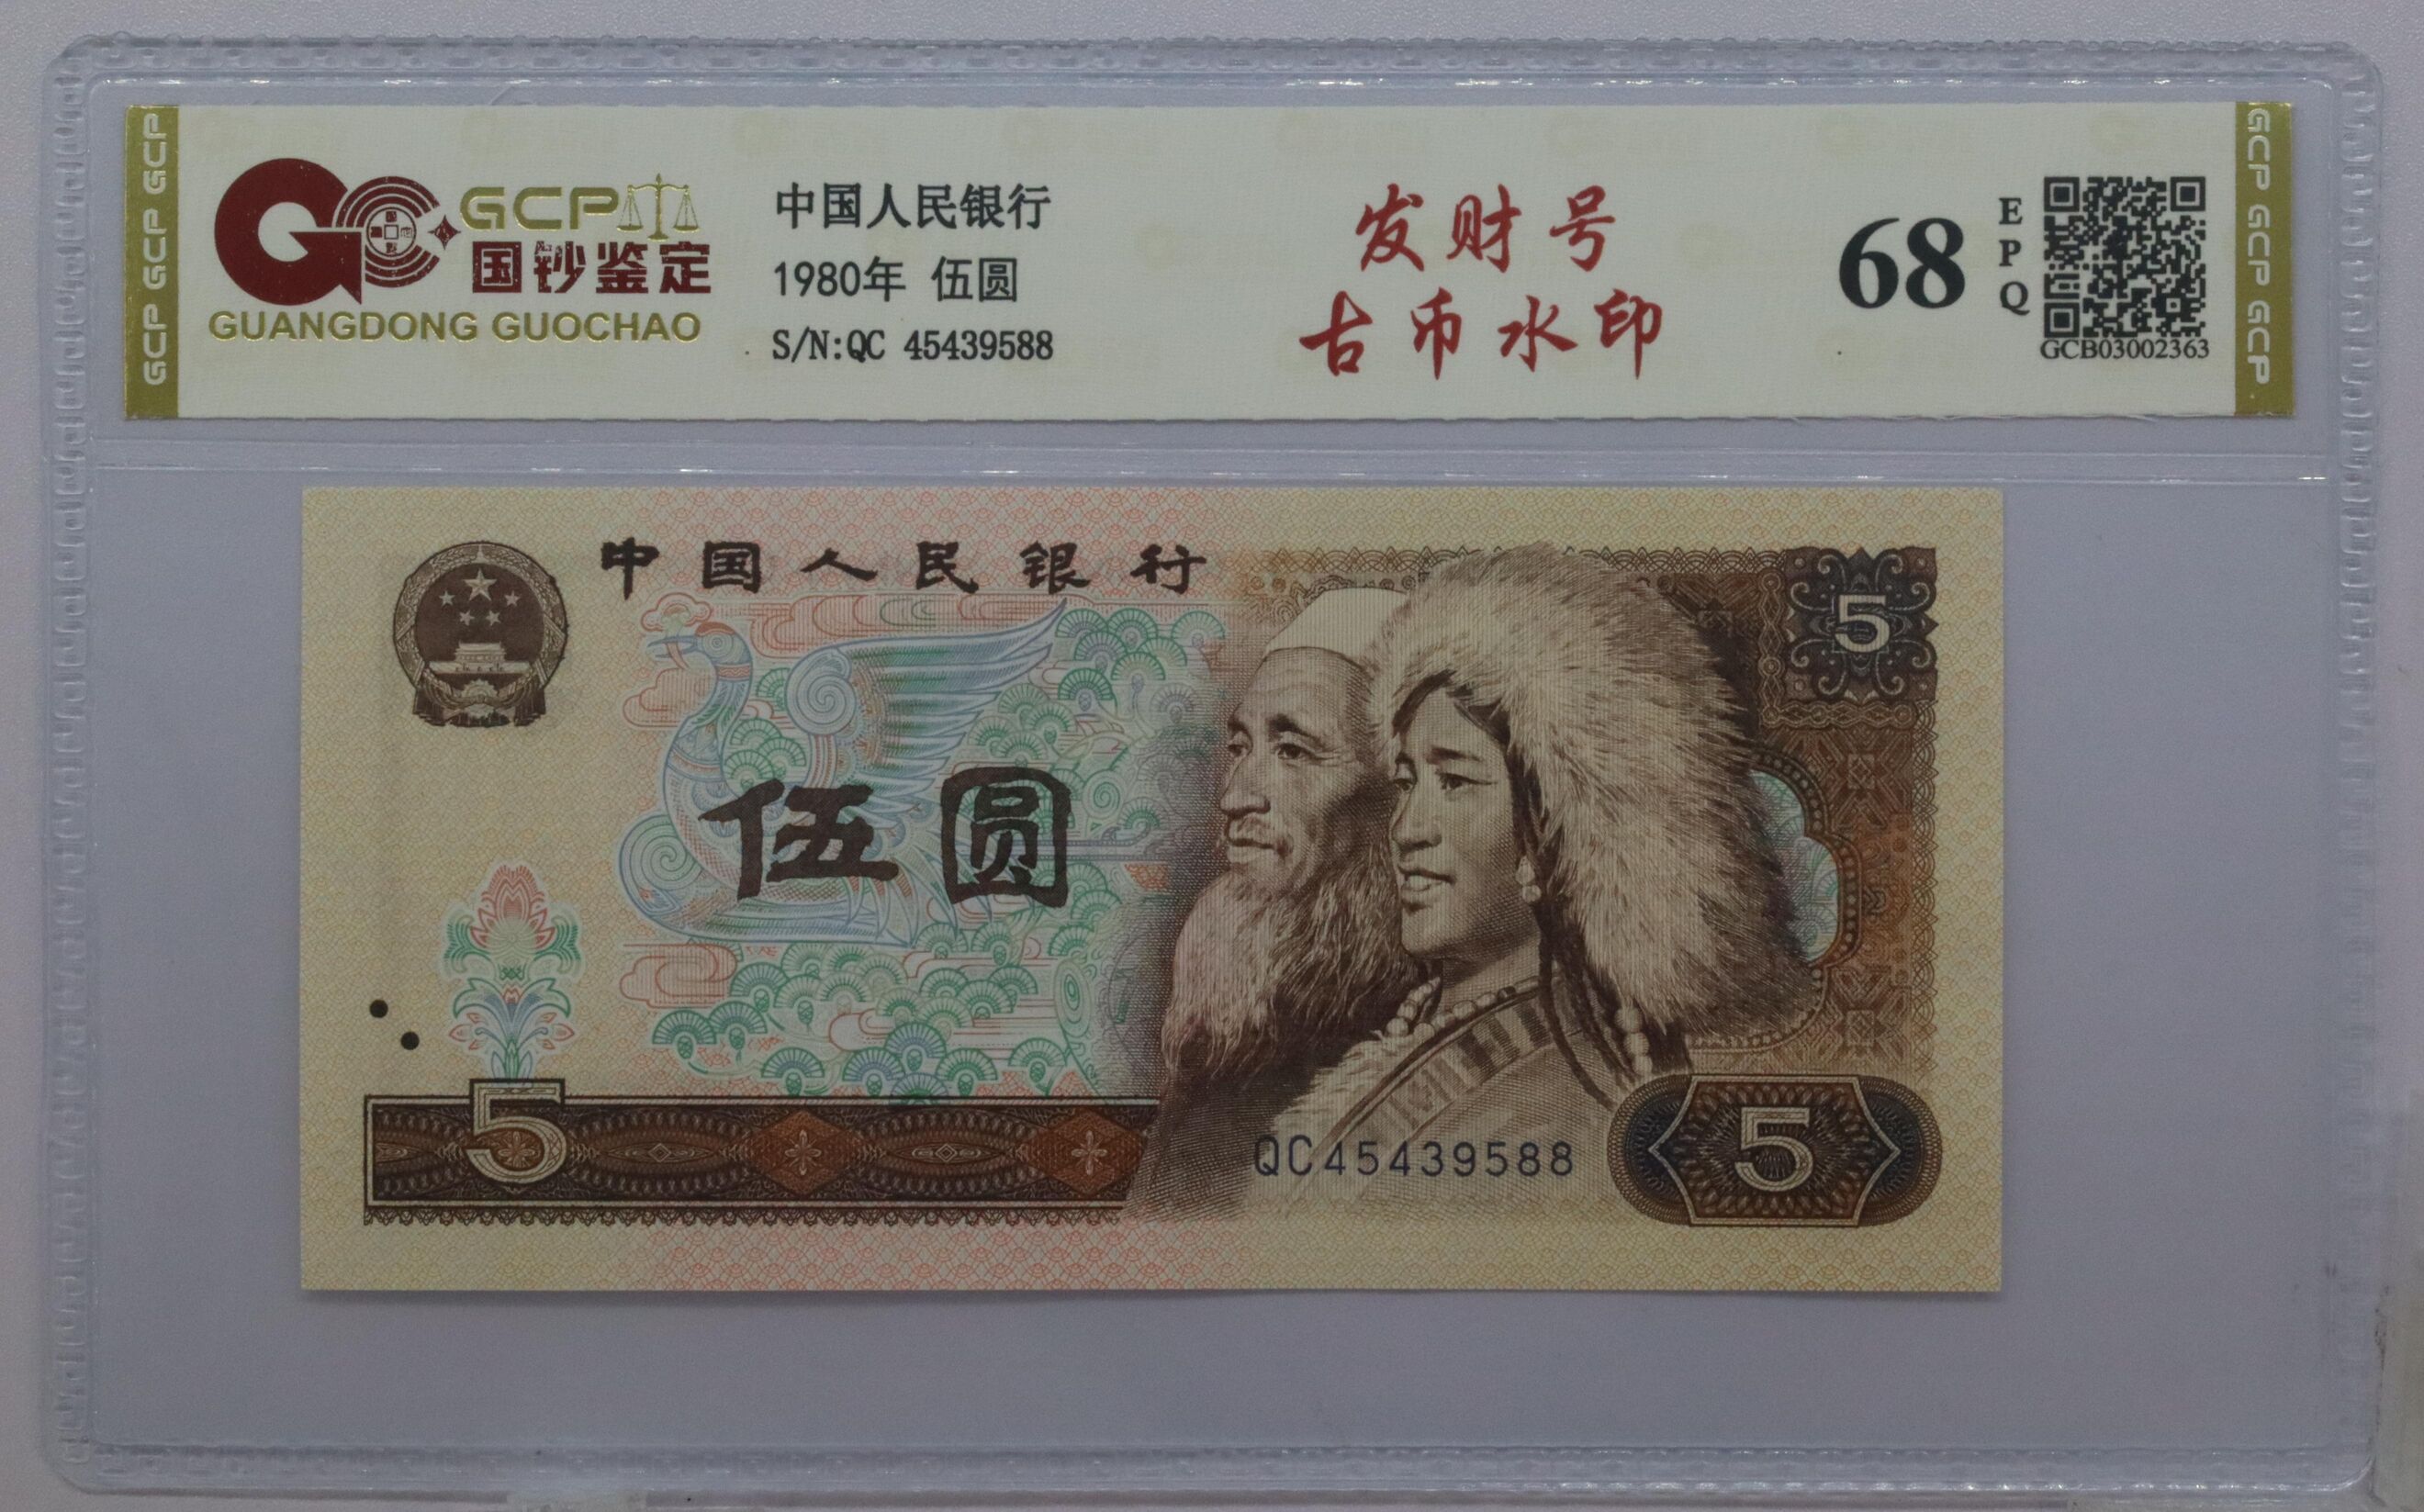 GCP GCP GCP
GCP
国钞鉴定
GUANGDONG GUOCHAO
中国人民银行
1980年 伍圆
S/N:QC 45439588
发财号
古币水印
68
EPQ
GCB03002363
GCP GCP GCP
中国人民银行
5
伍圆
5
QC45439588
5